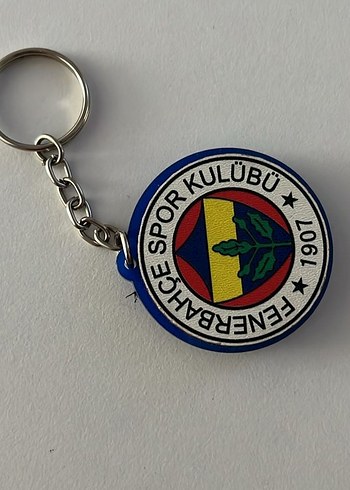 FENERBAHÇE SPOR KULÜBÜ
★ 1907 ★